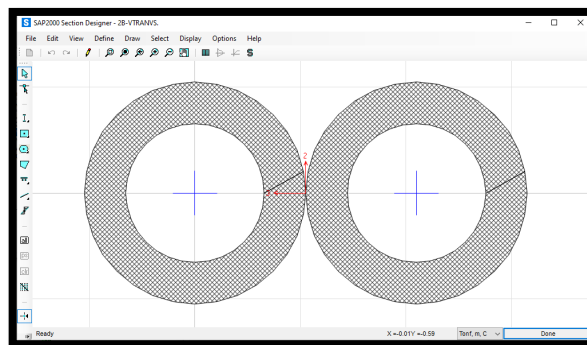 SAP2000 Section Designer - 2B-VTRANVS.
File Edit View Define Draw Select Display Options Help
2
Ready X =-0.01Y =-0.59 Tonf, m, C Done